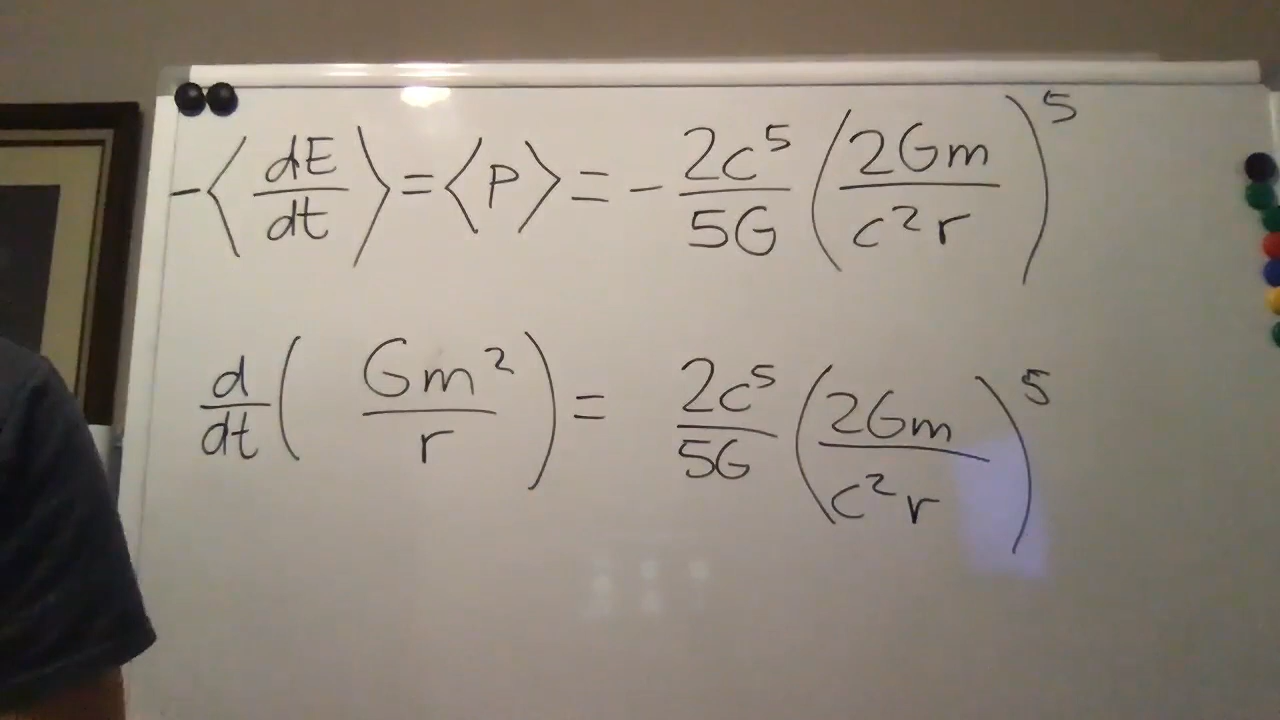 -⟨dE/dt⟩ = ⟨P⟩ = - 2c⁵/5G (2Gm/c²r)⁵
d/dt (Gm²/r) = 2c⁵/5G (2Gm/c²r)⁵